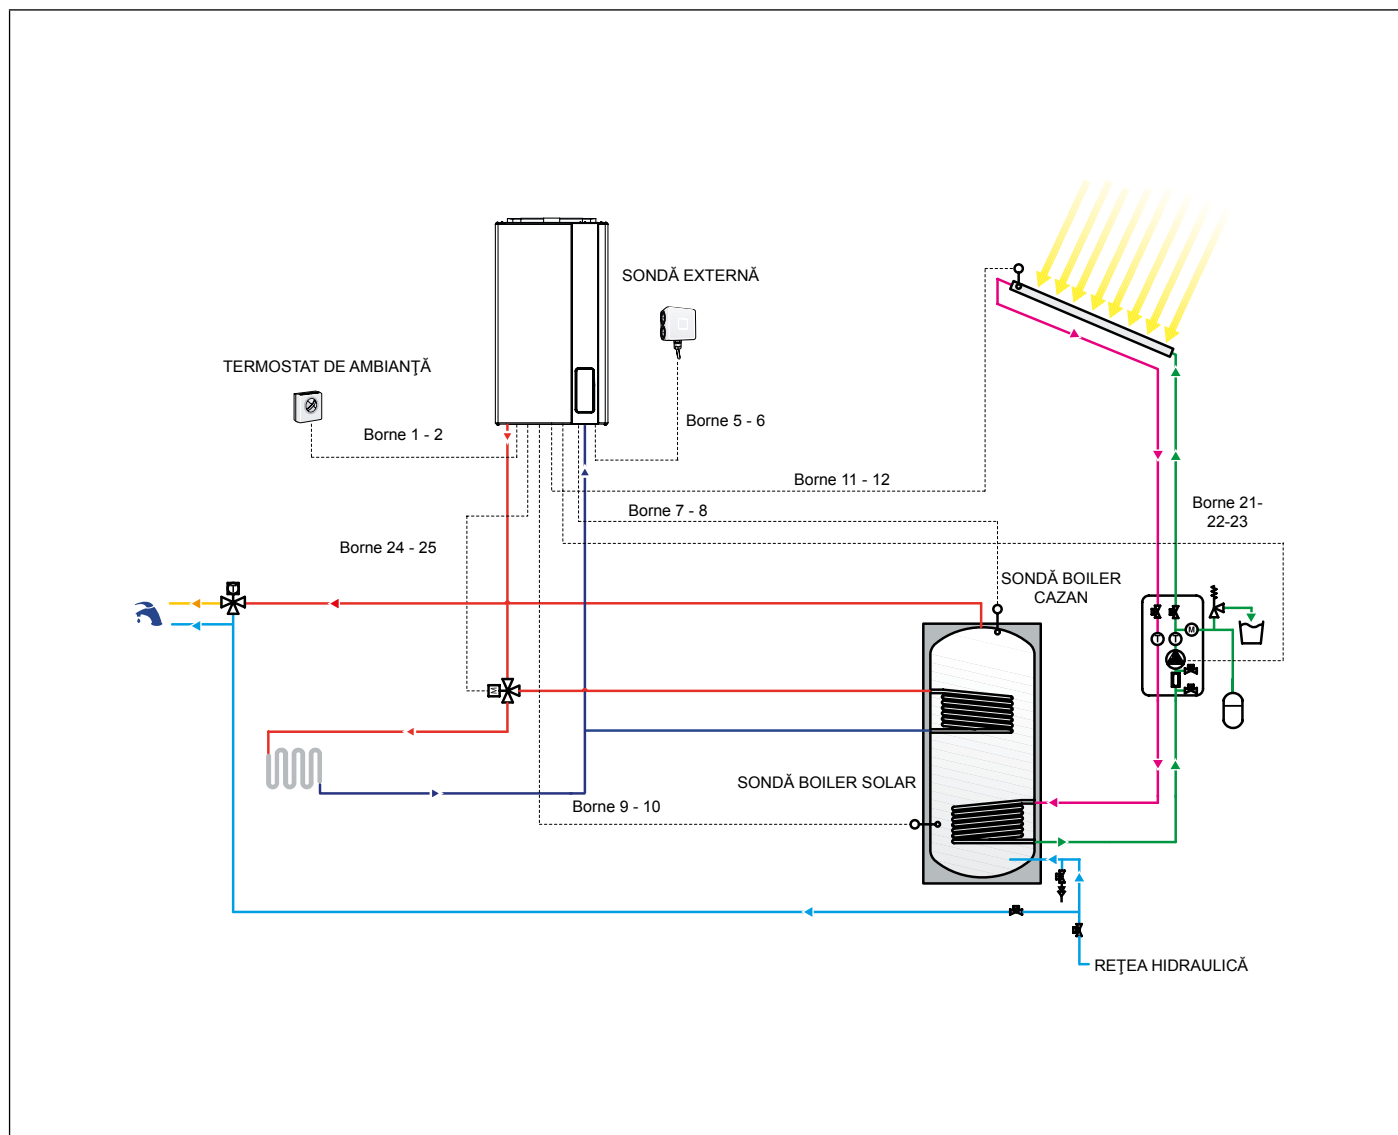 SONDĂ EXTERNĂ
TERMOSTAT DE AMBIANŢĂ
Borne 5 - 6
Borne 1 - 2
Borne 11 - 12
Borne 7 - 8
Borne 21-
22-23
Borne 24 - 25
SONDĂ BOILER
CAZAN
M
T
T
M
SONDĂ BOILER SOLAR
Borne 9 - 10
REŢEA HIDRAULICĂ